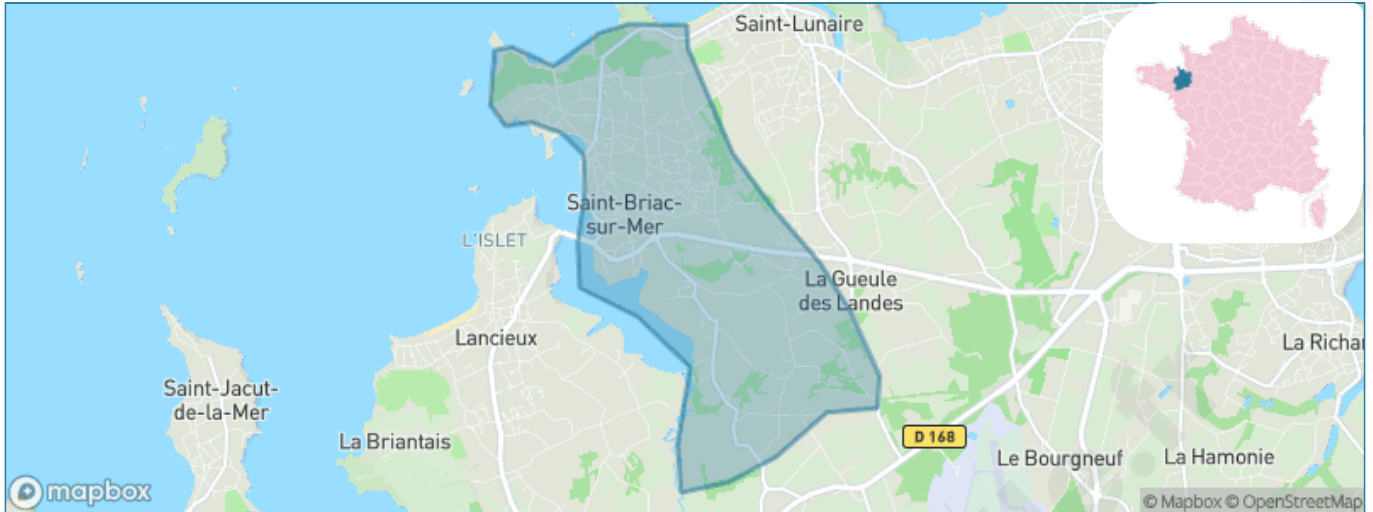 Saint-Lunaire
Saint-Briac-
sur-Mer
L'ISLET
La Gueule
des Landes
Lancieux
La Richar
Saint-Jacut-
de-la-Mer
La Briantais
D 168
Le Bourgneuf
La Hamonie
mapbox
© Mapbox © OpenStreetMap